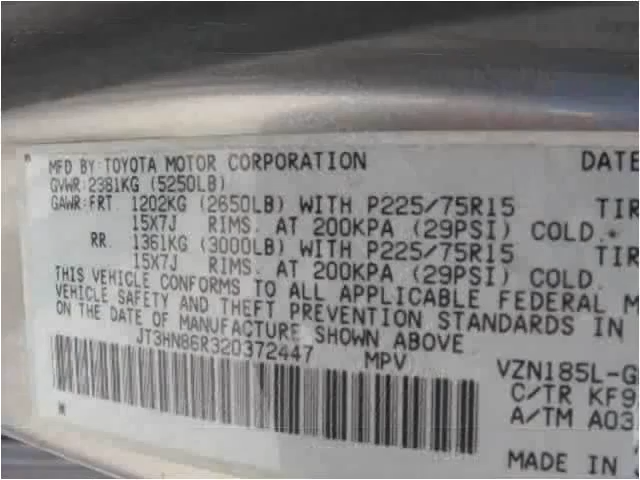 MFD BY: TOYOTA MOTOR CORPORATION DATE
GVWR: 2381KG (5250LB)
GAWR: FRT. 1202KG (2650LB) WITH P225/75R15 TIR
15X7J RIMS. AT 200KPA (29PSI) COLD.*
RR. 1361KG (3000LB) WITH P225/75R15 TIR
15X7J RIMS. AT 200KPA (29PSI) COLD.
THIS VEHICLE CONFORMS TO ALL APPLICABLE FEDERAL M
VEHICLE SAFETY AND THEFT PREVENTION STANDARDS IN
ON THE DATE OF MANUFACTURE SHOWN ABOVE
JT3HN86R320372447 MPV
VZN185L-G
C/TR KF9
A/TM A03
MADE IN J